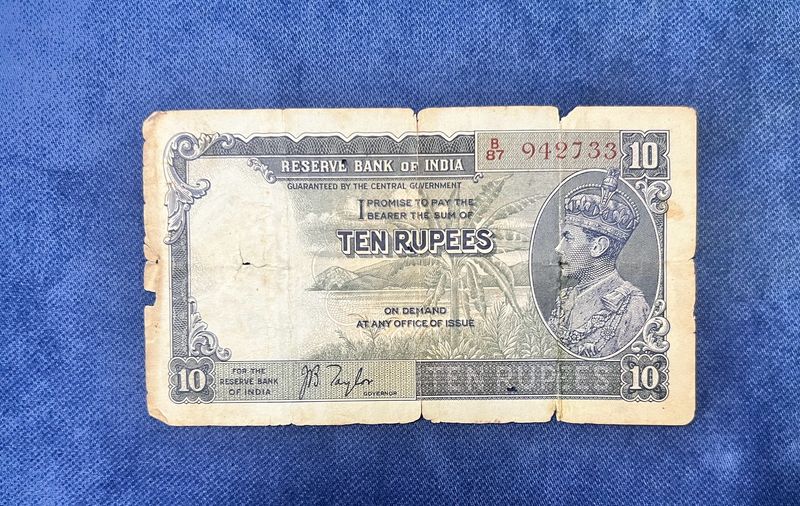 B/87 942733
10
RESERVE BANK OF INDIA
GUARANTEED BY THE CENTRAL GOVERNMENT
I PROMISE TO PAY THE
BEARER THE SUM OF
TEN RUPEES
ON DEMAND
AT ANY OFFICE OF ISSUE
10
FOR THE
RESERVE BANK
OF INDIA
JB Taylor
GOVERNOR
TEN RUPEES
10